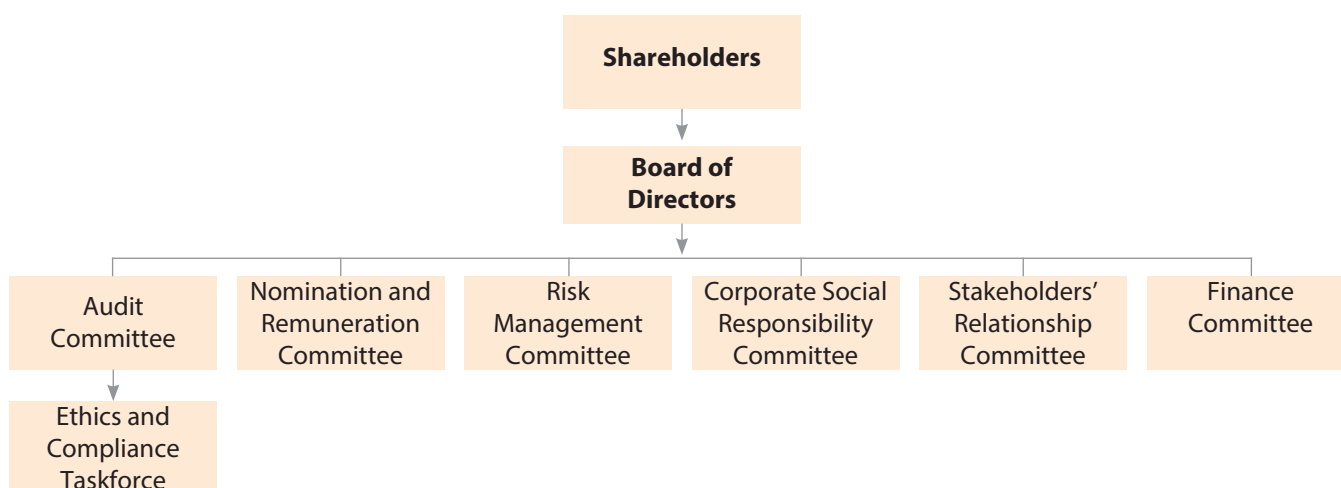 Shareholders
Board of
Directors
Audit
Committee
Nomination and
Remuneration
Committee
Risk
Management
Committee
Corporate Social
Responsibility
Committee
Stakeholders’
Relationship
Committee
Finance
Committee
Ethics and
Compliance
Taskforce